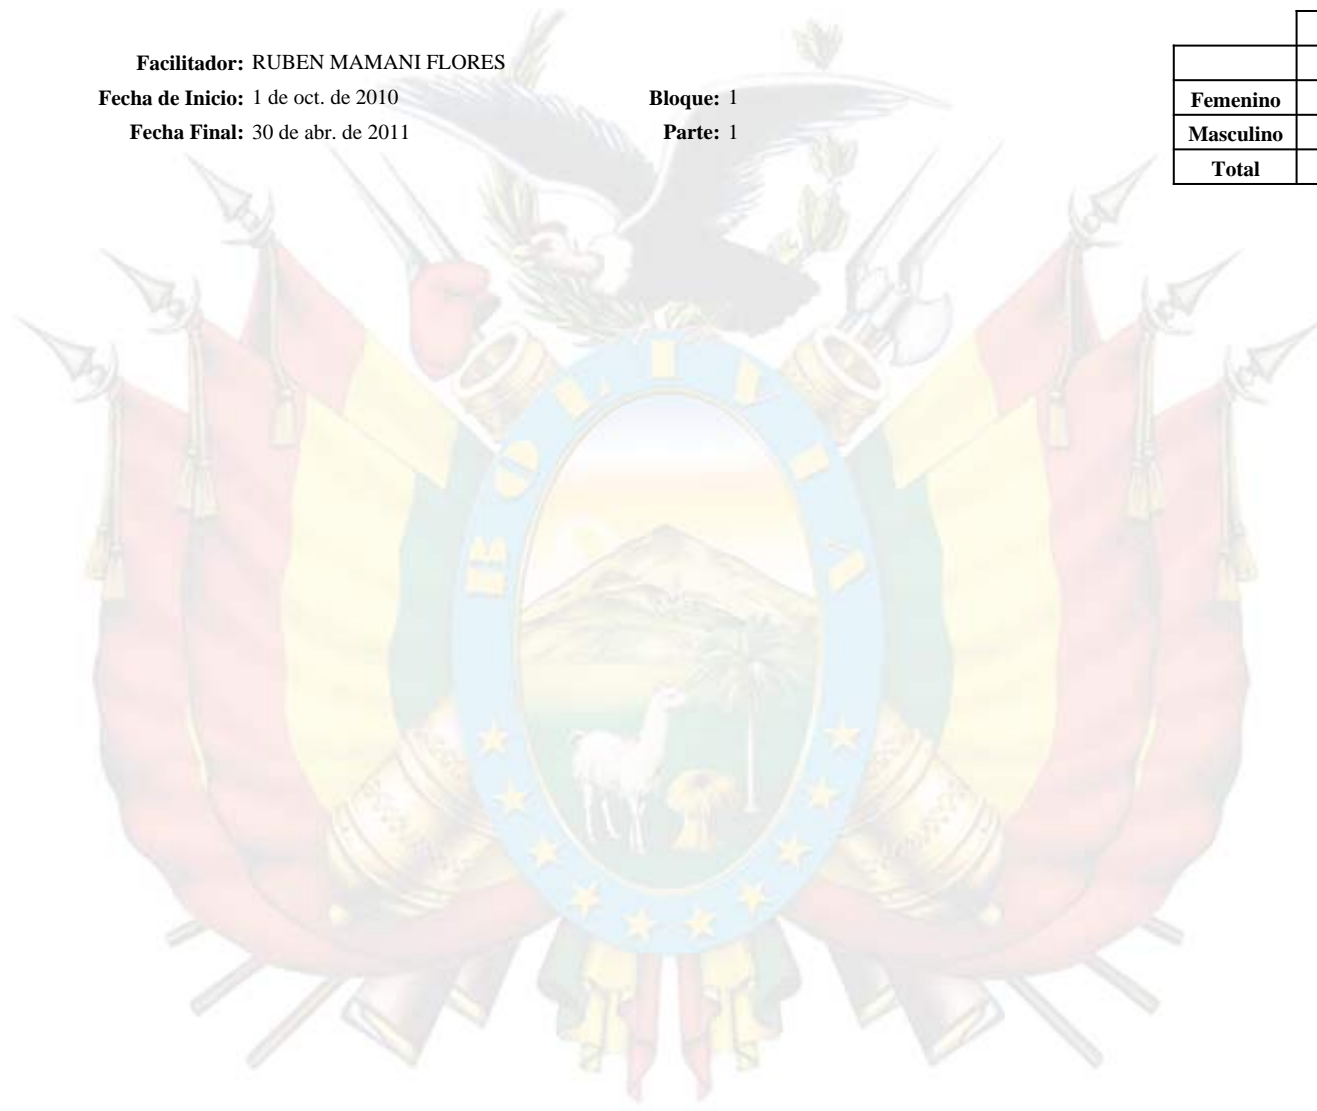 Facilitador: RUBEN MAMANI FLORES
Fecha de Inicio: 1 de oct. de 2010 Bloque: 1
Fecha Final: 30 de abr. de 2011 Parte: 1
Femenino
Masculino
Total
BOLIVIA